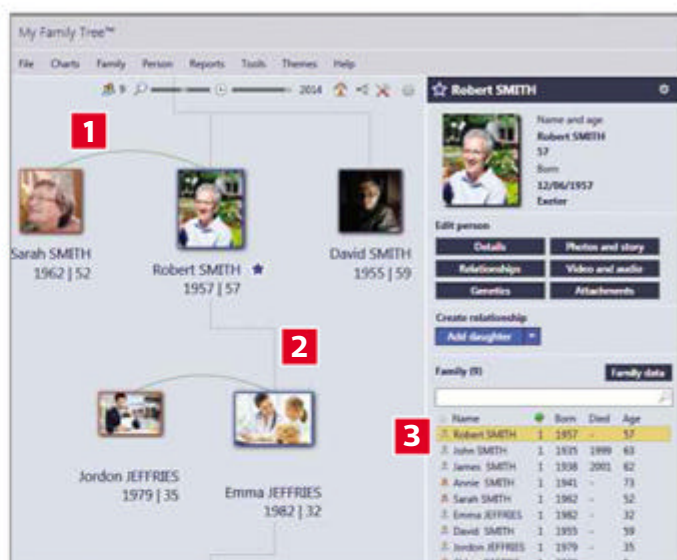 My Family Tree™
File Charts Family Person Reports Tools Themes Help
9 2014
1
Sarah SMITH
1962 | 52
Robert SMITH
1957 | 57
David SMITH
1955 | 59
2
Jordon JEFFRIES
1979 | 35
Emma JEFFRIES
1982 | 32
Robert SMITH
Name and age
Robert SMITH
57
Born
12/06/1957
Exeter
Edit person
Details Photos and story
Relationships Video and audio
Genetics Attachments
Create relationship
Add daughter
Family (9) Family data
3
Name Born Died Age
Robert SMITH 1 1957 - 57
John SMITH 1 1935 1999 63
James SMITH 1 1938 2001 62
Annie SMITH 1 1941 - 73
Sarah SMITH 1 1962 - 52
Emma JEFFRIES 1 1982 - 32
David SMITH 1 1955 - 59
Jordon JEFFRIES 1 1979 - 35